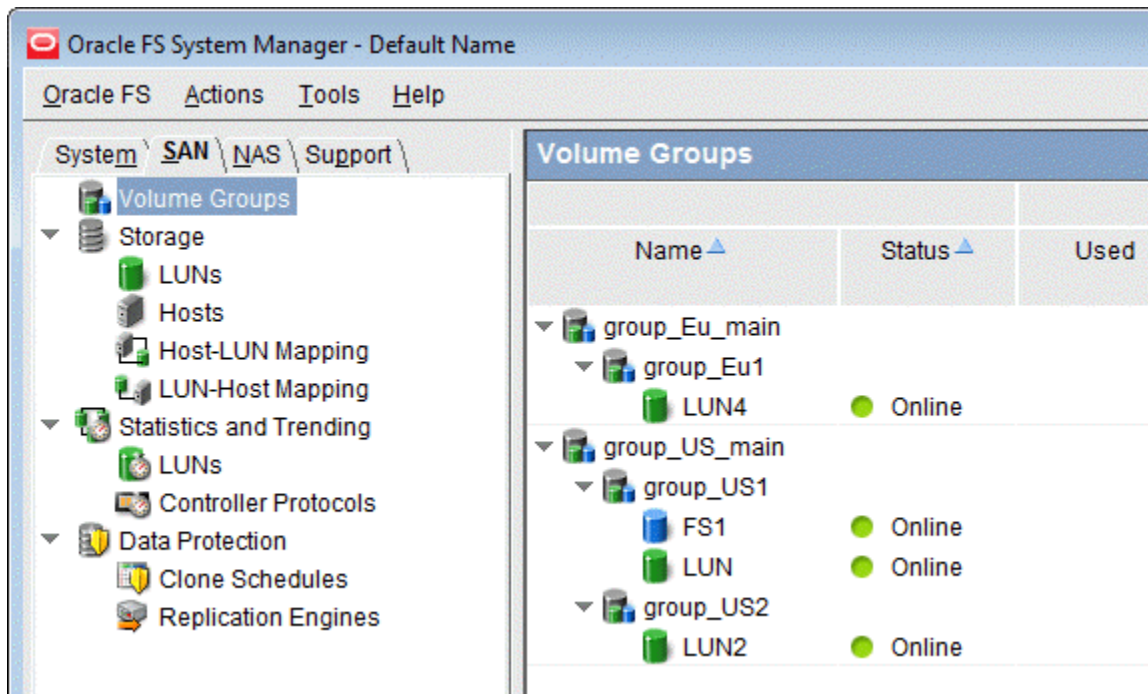 Oracle FS System Manager - Default Name
Oracle FS Actions Tools Help
System SAN NAS Support
Volume Groups
Storage
LUNs
Hosts
Host-LUN Mapping
LUN-Host Mapping
Statistics and Trending
LUNs
Controller Protocols
Data Protection
Clone Schedules
Replication Engines
Volume Groups
Name Status Used
group_Eu_main
group_Eu1
LUN4 Online
group_US_main
group_US1
FS1 Online
LUN Online
group_US2
LUN2 Online